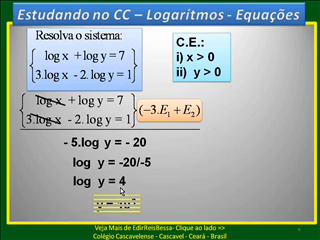 Estudando no CC – Logarítmos - Equações
Resolva o sistema:
log x + log y = 7
3.log x - 2.log y = 1
C.E.:
i) x > 0
ii) y > 0
log x + log y = 7
3.log x - 2. log y = 1
(-3.E1 + E2)
- 5.log y = - 20
log y = -20/-5
log y = 4
Veja Mais de EdirReisBessa- Clique ao lado =>
Colégio Cascavelense - Cascavel - Ceará - Brasil